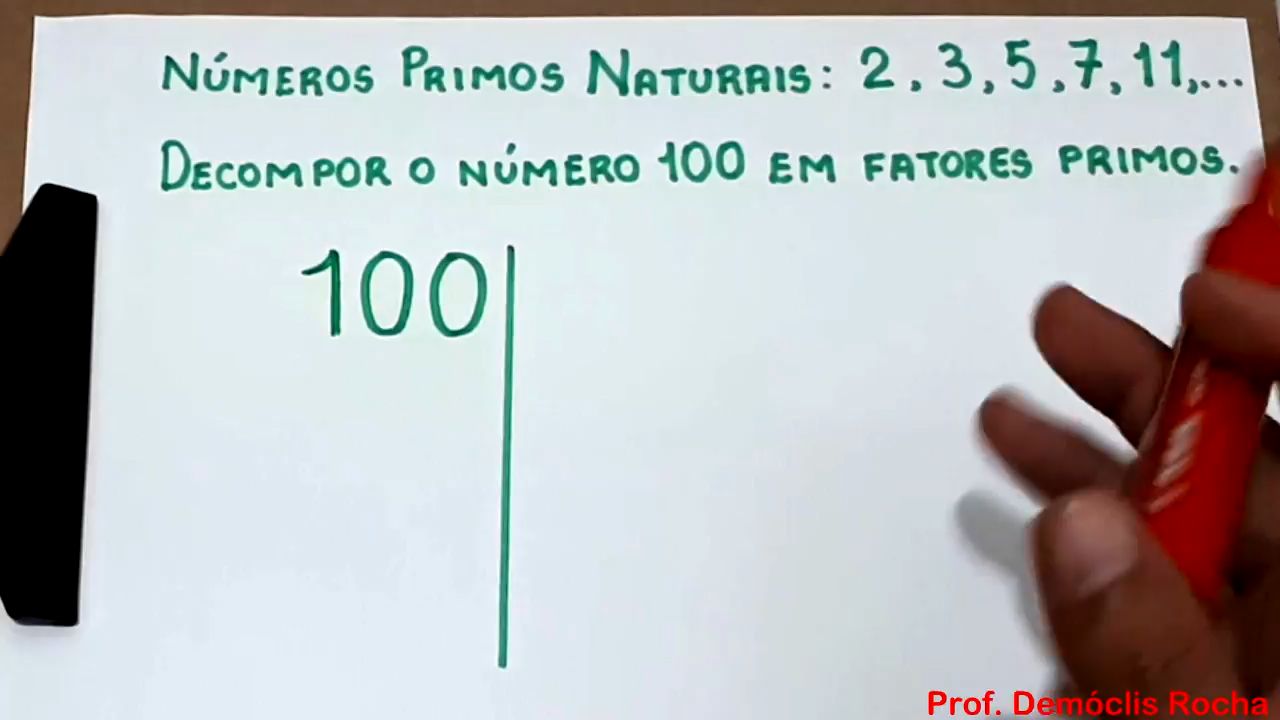 NÚMEROS PRIMOS NATURAIS: 2, 3, 5, 7, 11,...
DECOMPOR O NÚMERO 100 EM FATORES PRIMOS.
100
Prof. Demóclis Rocha